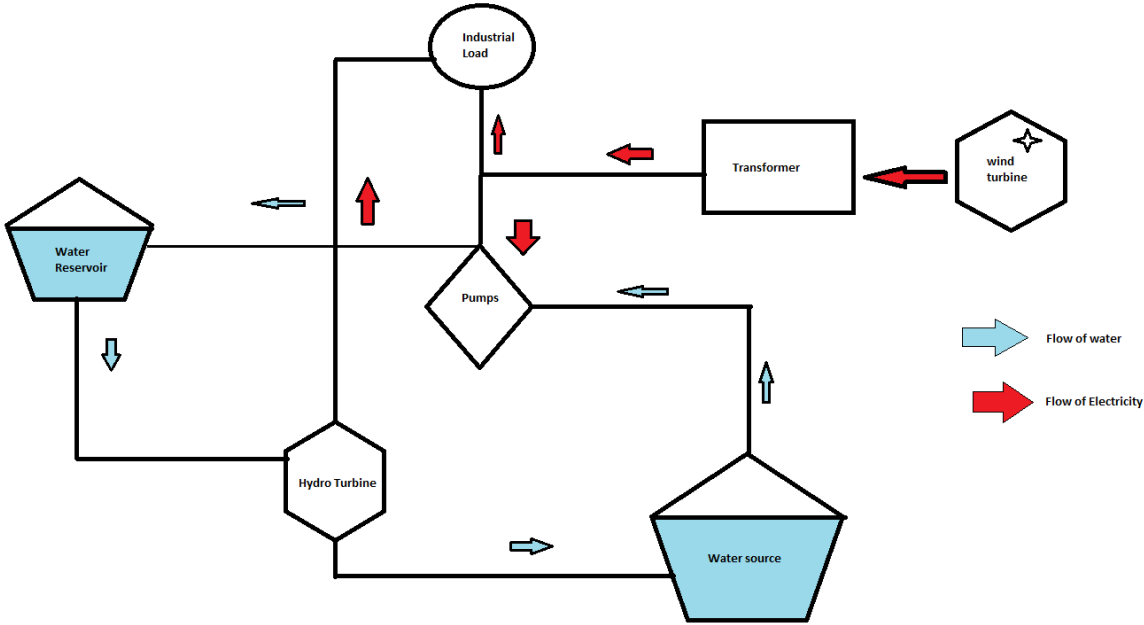 Industrial
Load
Transformer
wind
turbine
Water
Reservoir
Pumps
Flow of water
Flow of Electricity
Hydro Turbine
Water source